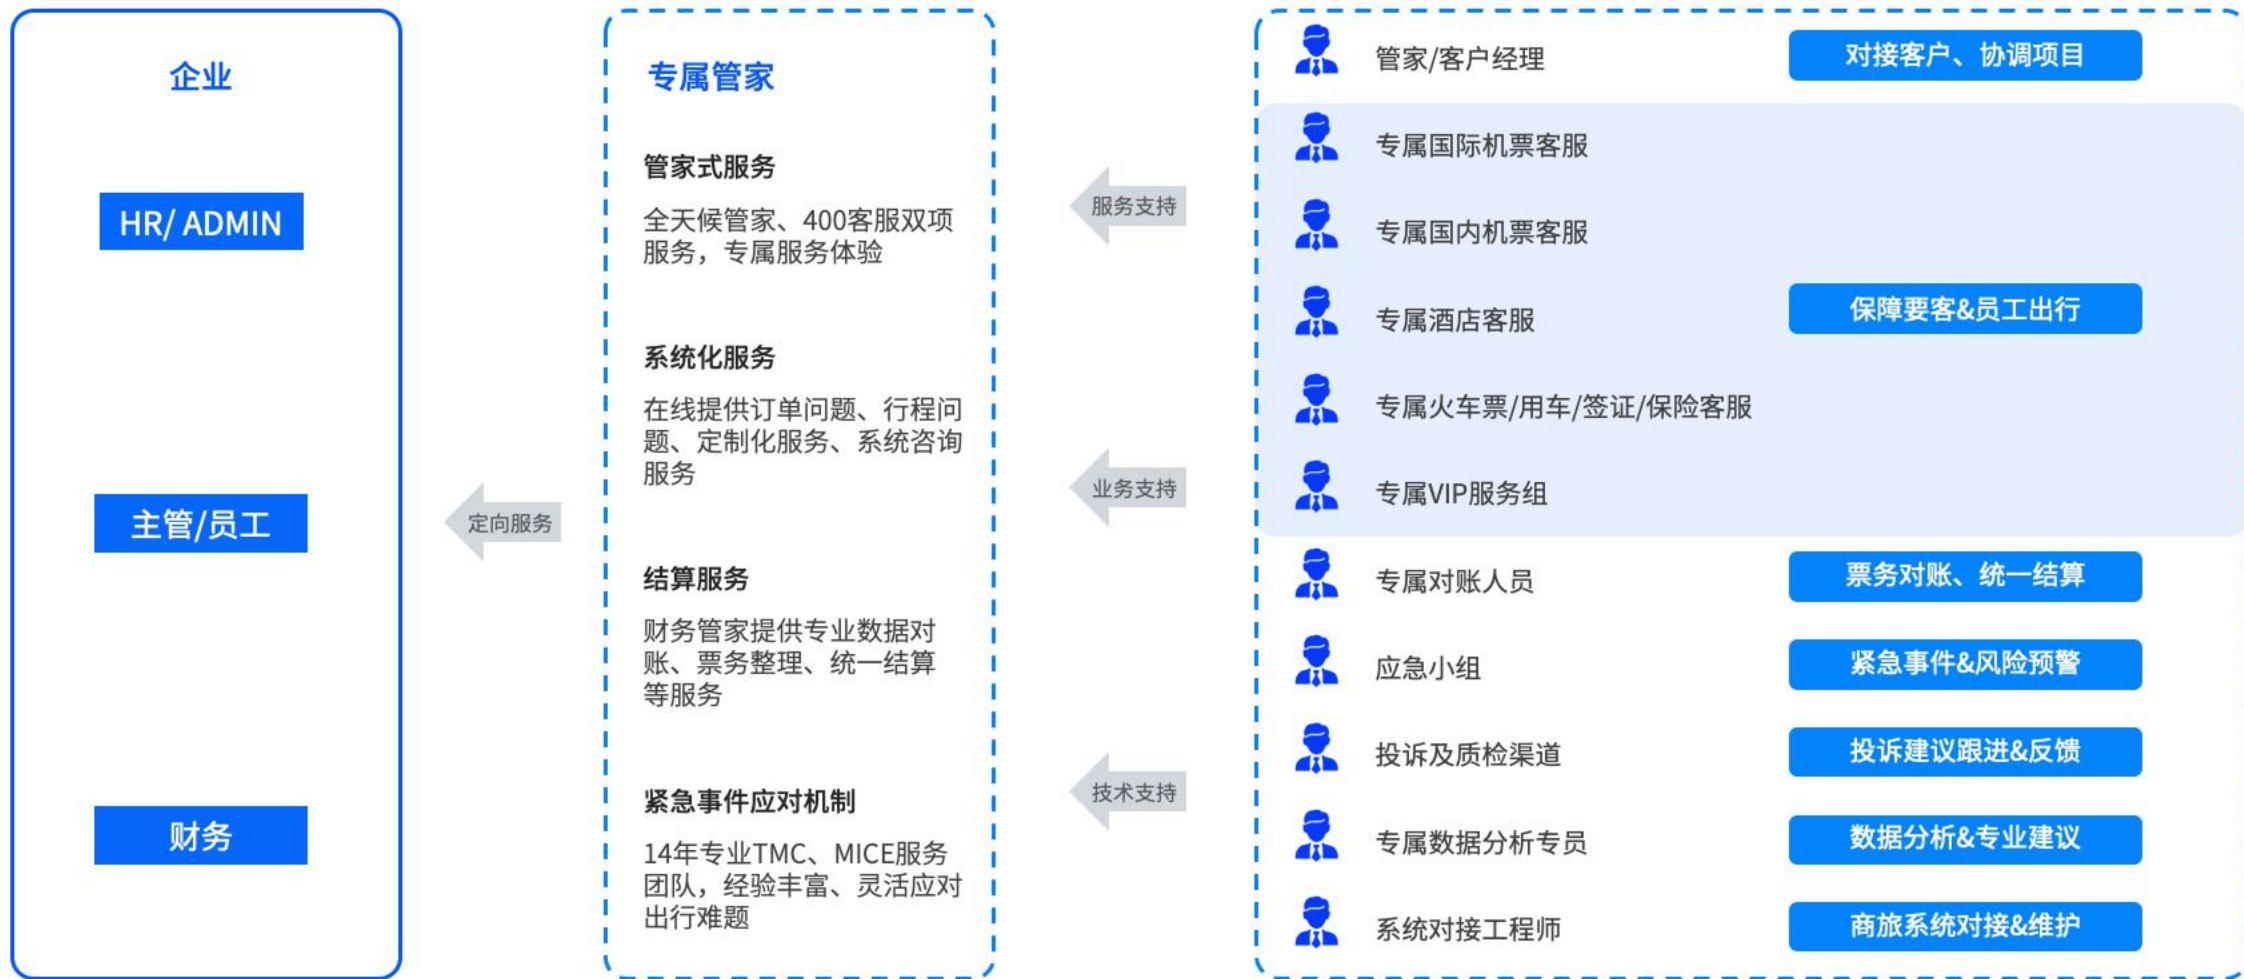 企业
HR/ ADMIN
主管/员工
财务
定向服务
专属管家
管家式服务
全天候管家、400客服双项
服务，专属服务体验
系统化服务
在线提供订单问题、行程问
题、定制化服务、系统咨询
服务
结算服务
财务管家提供专业数据对
账、票务整理、统一结算
等服务
紧急事件应对机制
14年专业TMC、MICE服务
团队，经验丰富、灵活应对
出行难题
服务支持
业务支持
技术支持
管家/客户经理
对接客户、协调项目
专属国际机票客服
专属国内机票客服
专属酒店客服
保障要客&员工出行
专属火车票/用车/签证/保险客服
专属VIP服务组
专属对账人员
票务对账、统一结算
应急小组
紧急事件&风险预警
投诉及质检渠道
投诉建议跟进&反馈
专属数据分析专员
数据分析&专业建议
系统对接工程师
商旅系统对接&维护